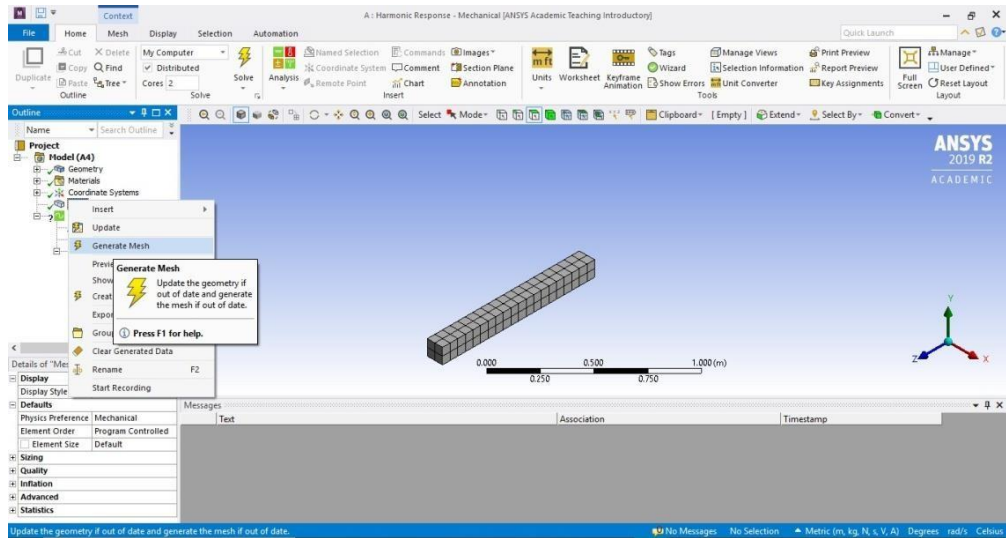 Context
A : Harmonic Response - Mechanical [ANSYS Academic Teaching Introductory]
File Home Mesh Display Selection Automation
Quick Launch
Duplicate
Cut
Copy
Paste
Delete
Find
Tree
Outline
My Computer
Distributed
Cores 2
Solve
Solve
Analysis
Named Selection
Coordinate System
Remote Point
Commands
Comment
Chart
Images
Section Plane
Annotation
Insert
Units
Worksheet
Keyframe
Animation
Tags
Wizard
Show Errors
Manage Views
Selection Information
Unit Converter
Print Preview
Report Preview
Key Assignments
Tools
Full
Screen
Manage
User Defined
Reset Layout
Layout
Outline
Select Mode Clipboard [ Empty ] Extend Select By Convert
Name Search Outline
Project
Model (A4)
Geometry
Materials
Coordinate Systems
Insert
Update
Generate Mesh
Generate Mesh
Update the geometry if
out of date and generate
the mesh if out of date.
Press F1 for help.
Clear Generated Data
Rename F2
Start Recording
ANSYS
2019 R2
ACADEMIC
Y
Z X
0.000 0.500 1.000 (m)
0.250 0.750
Display
Display Style
Defaults
Physics Preference Mechanical
Element Order Program Controlled
Element Size Default
Sizing
Quality
Inflation
Advanced
Statistics
Messages
Text Association Timestamp
Update the geometry if out of date and generate the mesh if out of date.
No Messages No Selection Metric (m, kg, N, s, V, A) Degrees rad/s Celsius